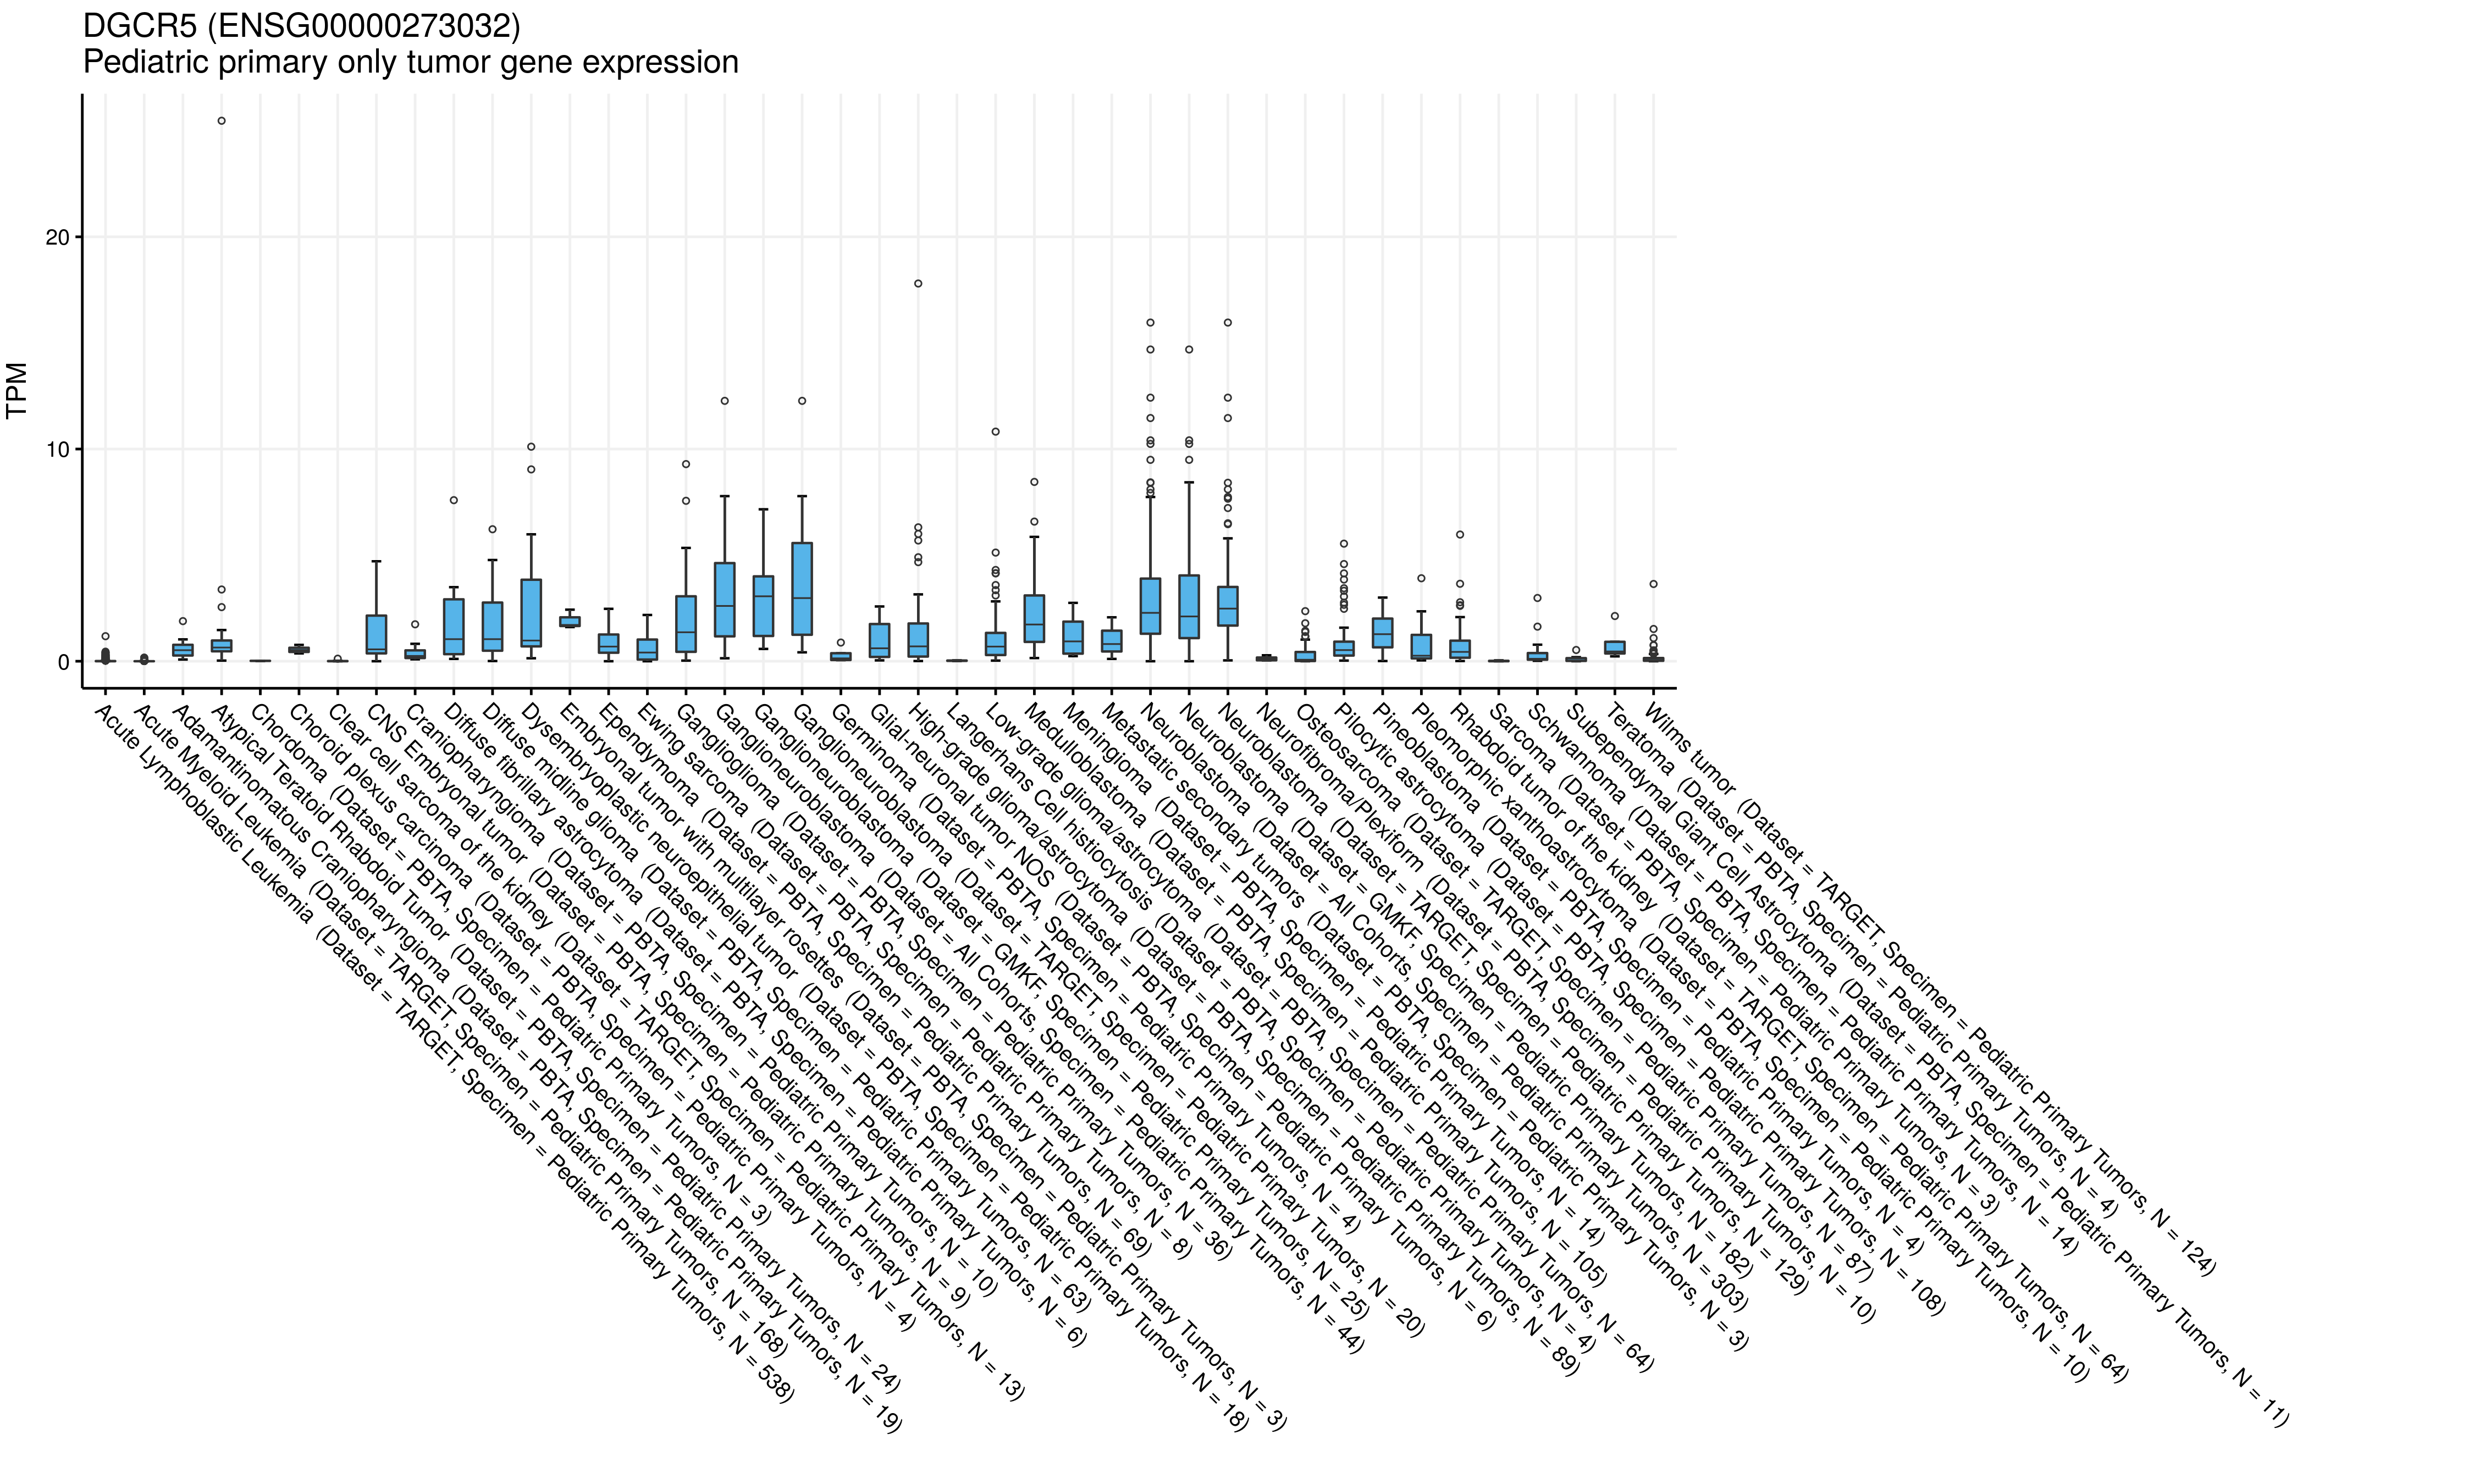 DGCR5 (ENSG00000273032)
Pediatric primary only tumor gene expression
TPM
20
10
0
Acute Lymphoblastic Leukemia (Dataset = TARGET, Specimen = Pediatric Primary Tumors, N = 538)
Acute Myeloid Leukemia (Dataset = TARGET, Specimen = Pediatric Primary Tumors, N = 168)
Adamantinomatous Craniopharyngioma (Dataset = PBTA, Specimen = Pediatric Primary Tumors, N = 19)
Atypical Teratoid Rhabdoid Tumor (Dataset = PBTA, Specimen = Pediatric Primary Tumors, N = 24)
Chordoma (Dataset = PBTA, Specimen = Pediatric Primary Tumors, N = 3)
Choroid plexus carcinoma (Dataset = PBTA, Specimen = Pediatric Primary Tumors, N = 4)
Clear cell sarcoma of the kidney (Dataset = TARGET, Specimen = Pediatric Primary Tumors, N = 13)
CNS Embryonal tumor (Dataset = PBTA, Specimen = Pediatric Primary Tumors, N = 9)
Craniopharyngioma (Dataset = PBTA, Specimen = Pediatric Primary Tumors, N = 10)
Diffuse fibrillary astrocytoma (Dataset = PBTA, Specimen = Pediatric Primary Tumors, N = 6)
Diffuse midline glioma (Dataset = PBTA, Specimen = Pediatric Primary Tumors, N = 63)
Dysembryoplastic neuroepithelial tumor (Dataset = PBTA, Specimen = Pediatric Primary Tumors, N = 18)
Embryonal tumor with multilayer rosettes (Dataset = PBTA, Specimen = Pediatric Primary Tumors, N = 3)
Ependymoma (Dataset = PBTA, Specimen = Pediatric Primary Tumors, N = 69)
Ewing sarcoma (Dataset = PBTA, Specimen = Pediatric Primary Tumors, N = 8)
Ganglioglioma (Dataset = PBTA, Specimen = Pediatric Primary Tumors, N = 36)
Ganglioneuroblastoma (Dataset = All Cohorts, Specimen = Pediatric Primary Tumors, N = 44)
Ganglioneuroblastoma (Dataset = GMKF, Specimen = Pediatric Primary Tumors, N = 25)
Ganglioneuroblastoma (Dataset = TARGET, Specimen = Pediatric Primary Tumors, N = 20)
Germinoma (Dataset = PBTA, Specimen = Pediatric Primary Tumors, N = 4)
Glial-neuronal tumor NOS (Dataset = PBTA, Specimen = Pediatric Primary Tumors, N = 6)
High-grade glioma/astrocytoma (Dataset = PBTA, Specimen = Pediatric Primary Tumors, N = 89)
Langerhans Cell histiocytosis (Dataset = PBTA, Specimen = Pediatric Primary Tumors, N = 4)
Low-grade glioma/astrocytoma (Dataset = PBTA, Specimen = Pediatric Primary Tumors, N = 64)
Medulloblastoma (Dataset = PBTA, Specimen = Pediatric Primary Tumors, N = 105)
Meningioma (Dataset = PBTA, Specimen = Pediatric Primary Tumors, N = 14)
Metastatic secondary tumors (Dataset = PBTA, Specimen = Pediatric Primary Tumors, N = 3)
Neuroblastoma (Dataset = All Cohorts, Specimen = Pediatric Primary Tumors, N = 303)
Neuroblastoma (Dataset = GMKF, Specimen = Pediatric Primary Tumors, N = 182)
Neuroblastoma (Dataset = TARGET, Specimen = Pediatric Primary Tumors, N = 129)
Neurofibroma/Plexiform (Dataset = PBTA, Specimen = Pediatric Primary Tumors, N = 10)
Osteosarcoma (Dataset = TARGET, Specimen = Pediatric Primary Tumors, N = 87)
Pilocytic astrocytoma (Dataset = PBTA, Specimen = Pediatric Primary Tumors, N = 108)
Pineoblastoma (Dataset = PBTA, Specimen = Pediatric Primary Tumors, N = 4)
Pleomorphic xanthoastrocytoma (Dataset = PBTA, Specimen = Pediatric Primary Tumors, N = 10)
Rhabdoid tumor of the kidney (Dataset = TARGET, Specimen = Pediatric Primary Tumors, N = 64)
Sarcoma (Dataset = PBTA, Specimen = Pediatric Primary Tumors, N = 3)
Schwannoma (Dataset = PBTA, Specimen = Pediatric Primary Tumors, N = 14)
Subependymal Giant Cell Astrocytoma (Dataset = PBTA, Specimen = Pediatric Primary Tumors, N = 11)
Teratoma (Dataset = PBTA, Specimen = Pediatric Primary Tumors, N = 4)
Wilms tumor (Dataset = TARGET, Specimen = Pediatric Primary Tumors, N = 124)